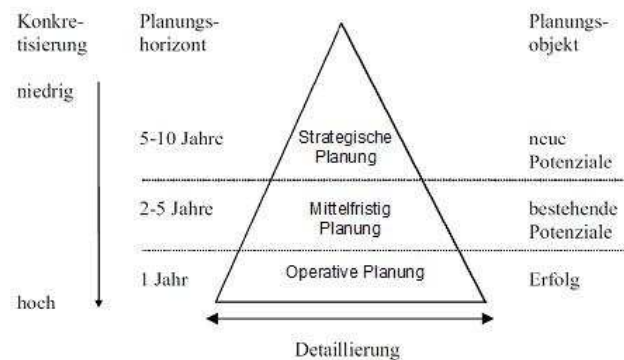 Konkre-
tisierung
Planungs-
horizont
Planungs-
objekt
niedrig
5-10 Jahre
Strategische
Planung
neue
Potenziale
2-5 Jahre
Mittelfristig
Planung
bestehende
Potenziale
1 Jahr
Operative Planung
Erfolg
hoch
Detaillierung